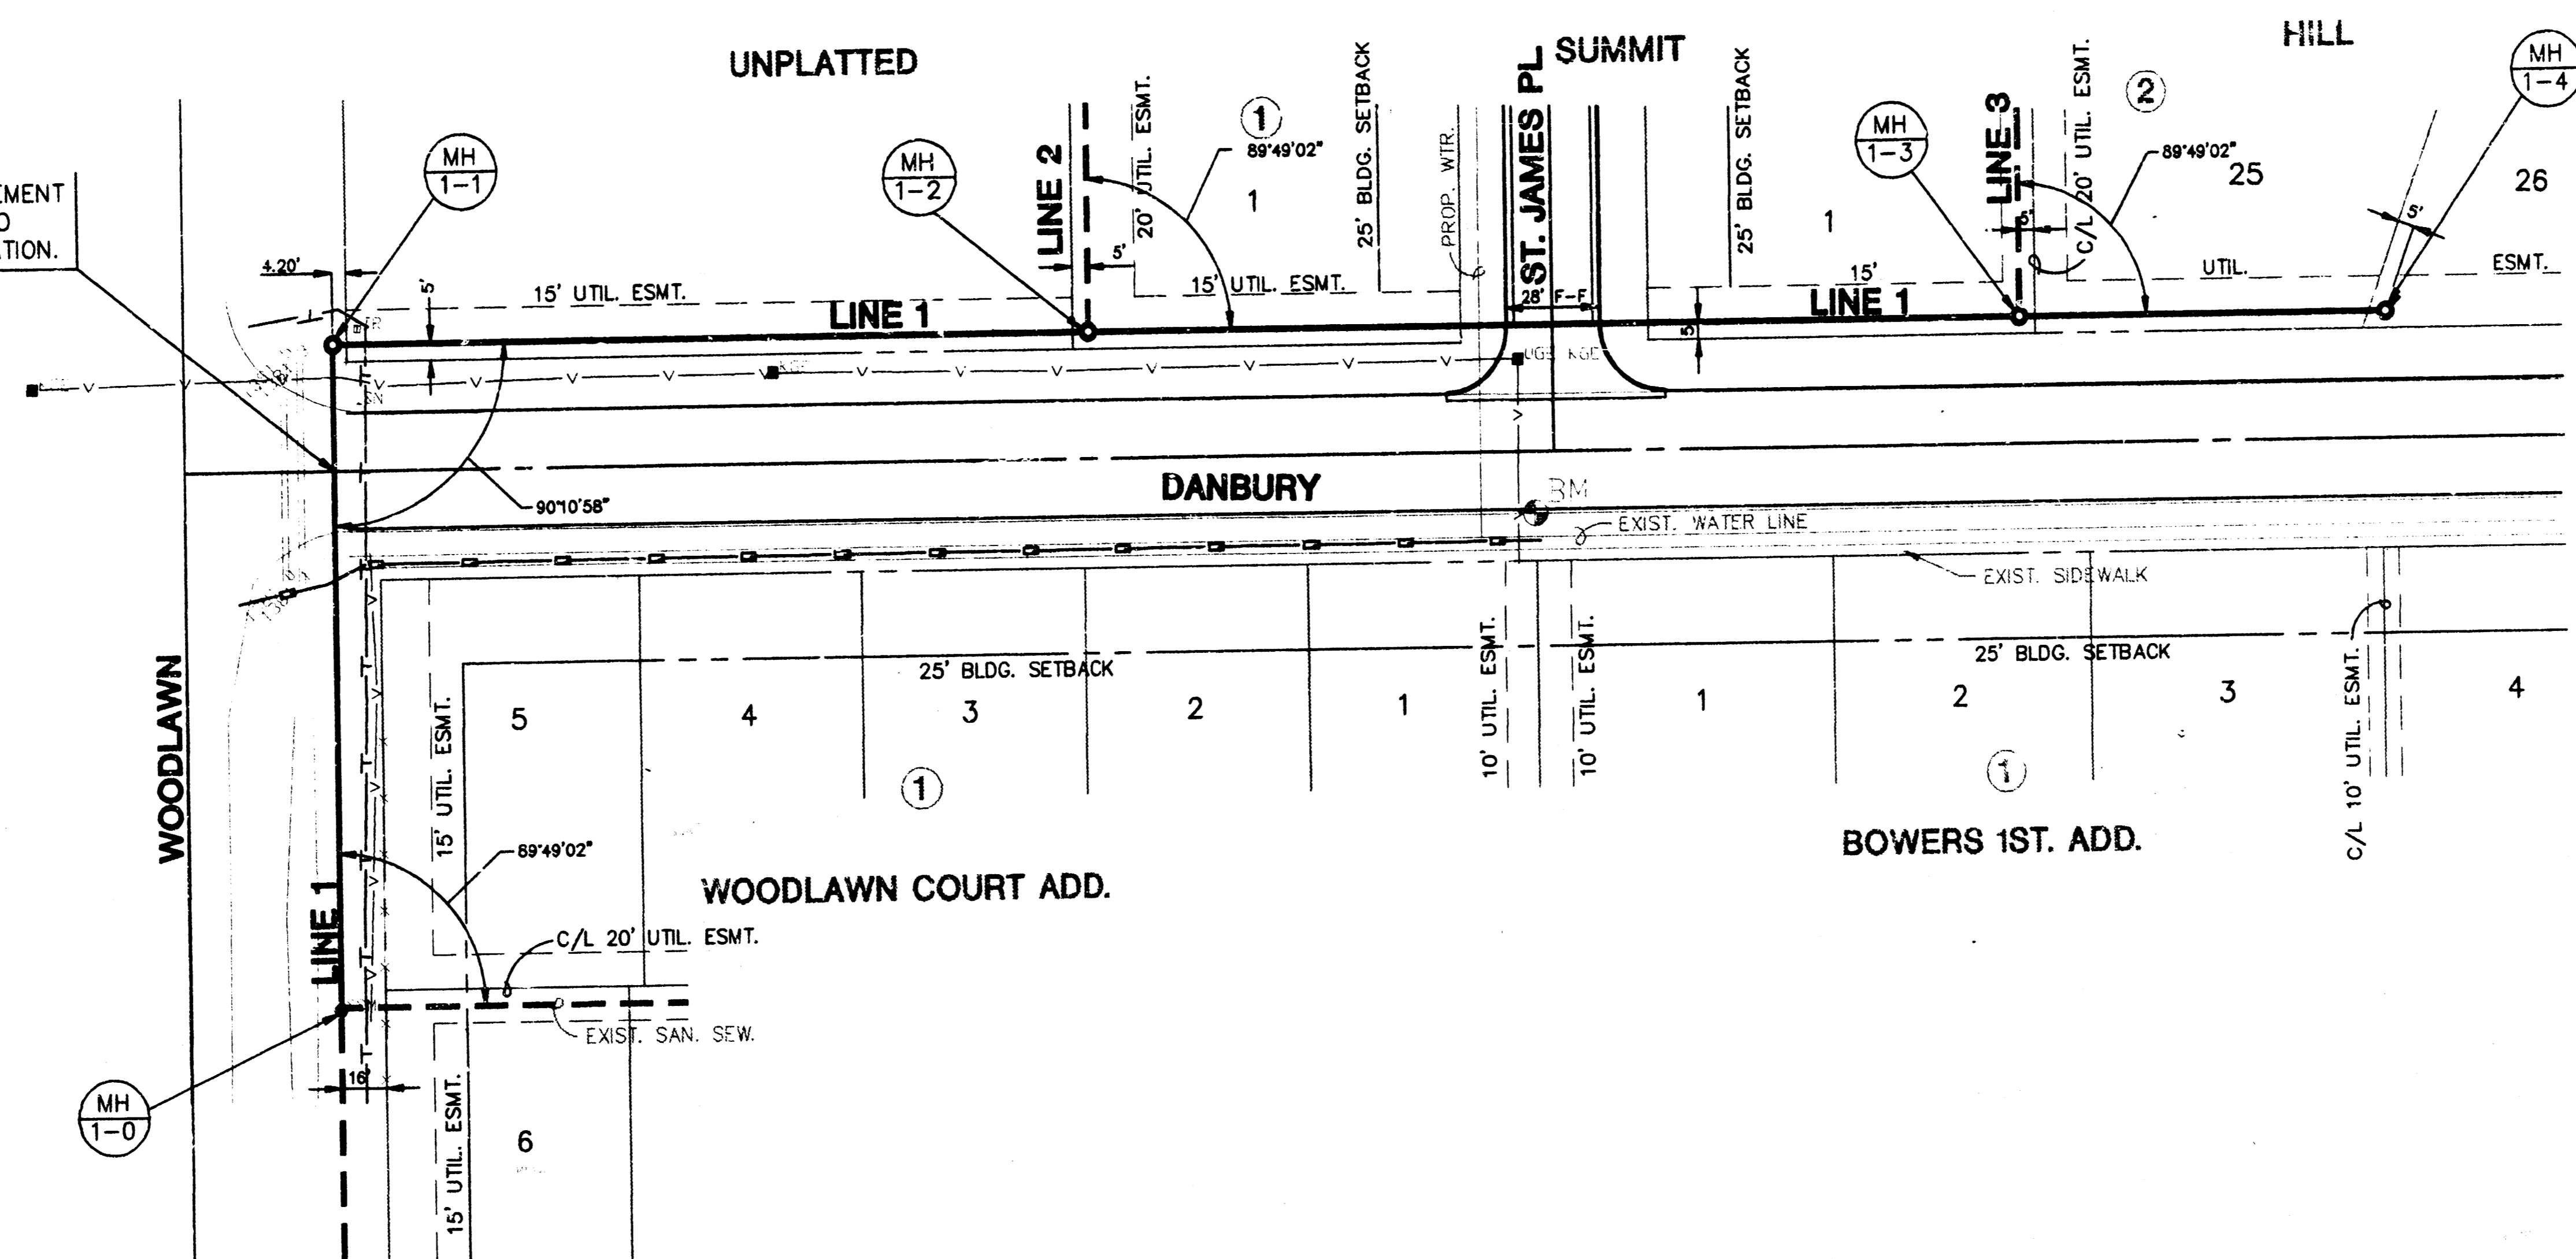 UNPLATTED
SUMMIT
HILL
MH
1-4
MH
1-1
MH
1-2
MH
1-3
LINE 2
20' UTIL. ESMT.
1
89°49'02"
1
25' BLDG. SETBACK
PROP. WTR.
ST. JAMES PL
25' BLDG. SETBACK
1
LINE 3
C/L 20' UTIL. ESMT.
2
89°49'02"
25
26
5'
5'
5'
EMENT
O
TION.
4.20'
5'
15' UTIL. ESMT.
LINE 1
15' UTIL. ESMT.
28' F-F
15'
UTIL.
ESMT.
LINE 1
5'
UGS KGE
90°10'58"
DANBURY
BM
EXIST. WATER LINE
EXIST. SIDEWALK
WOODLAWN
25' BLDG. SETBACK
25' BLDG. SETBACK
15' UTIL. ESMT.
5
4
3
2
1
10' UTIL. ESMT.
10' UTIL. ESMT.
1
2
3
4
C/L 10' UTIL. ESMT.
1
1
BOWERS 1ST. ADD.
89°49'02"
WOODLAWN COURT ADD.
LINE 1
C/L 20' UTIL. ESMT.
EXIST. SAN. SEW.
16'
MH
1-0
15' UTIL. ESMT.
6